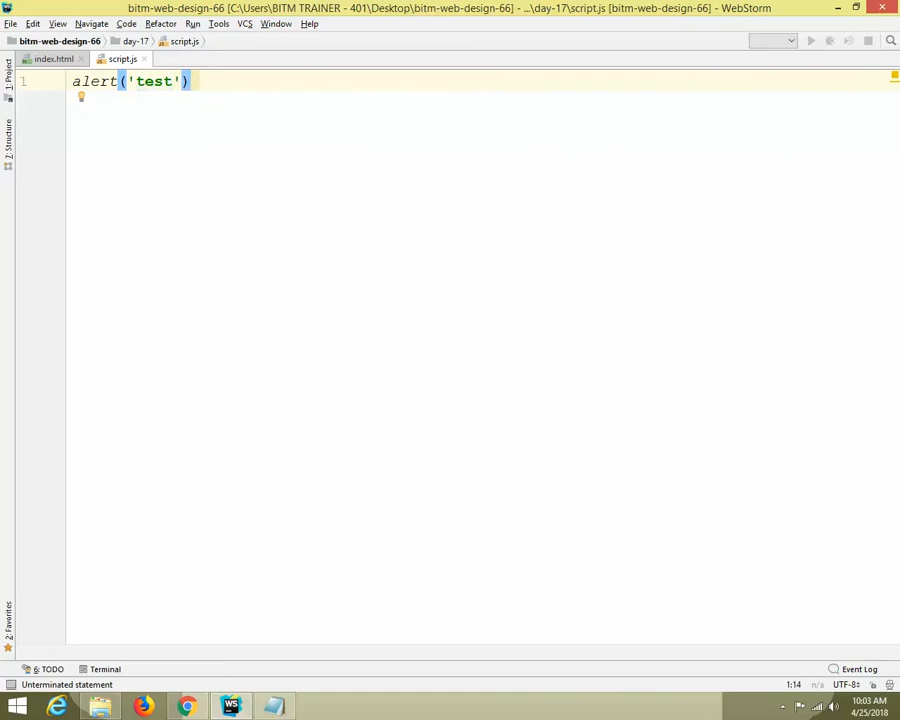 bitm-web-design-66 [C:\Users\BITM TRAINER - 401\Desktop\bitm-web-design-66] - ...\day-17\script.js [bitm-web-design-66] - WebStorm
File Edit View Navigate Code Refactor Run Tools VCS Window Help
bitm-web-design-66 day-17 script.js
index.html script.js
1 alert('test')
1: Project
7: Structure
2: Favorites
6: TODO Terminal Event Log
Unterminated statement 1:14 n/a UTF-8
WS 10:03 AM
4/25/2018